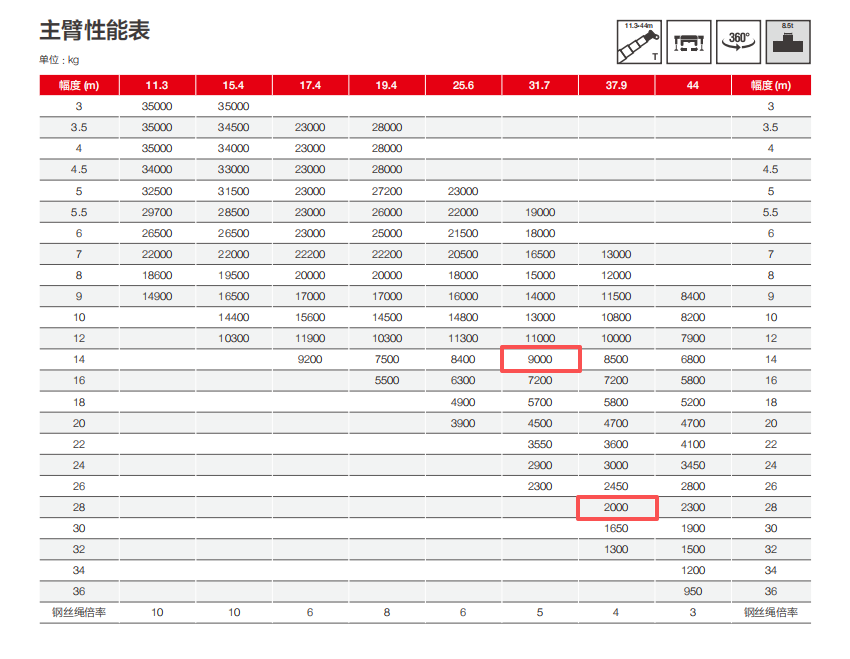 主臂性能表
11.3-44m
T
360°
8.5t
单位 : kg
幅度 (m) 11.3 15.4 17.4 19.4 25.6 31.7 37.9 44 幅度 (m)
3 35000 35000 3
3.5 35000 34500 23000 28000 3.5
4 35000 34000 23000 28000 4
4.5 34000 33000 23000 28000 4.5
5 32500 31500 23000 27200 23000 5
5.5 29700 28500 23000 26000 22000 19000 5.5
6 26500 26500 23000 25000 21500 18000 6
7 22000 22000 22200 22200 20500 16500 13000 7
8 18600 19500 20000 20000 18000 15000 12000 8
9 14900 16500 17000 17000 16000 14000 11500 8400 9
10 14400 15600 14500 14800 13000 10800 8200 10
12 10300 11900 10300 11300 11000 10000 7900 12
14 9200 7500 8400 9000 8500 6800 14
16 5500 6300 7200 7200 5800 16
18 4900 5700 5800 5200 18
20 3900 4500 4700 4700 20
22 3550 3600 4100 22
24 2900 3000 3450 24
26 2300 2450 2800 26
28 2000 2300 28
30 1650 1900 30
32 1300 1500 32
34 1200 34
36 950 36
钢丝绳倍率 10 10 6 8 6 5 4 3 钢丝绳倍率